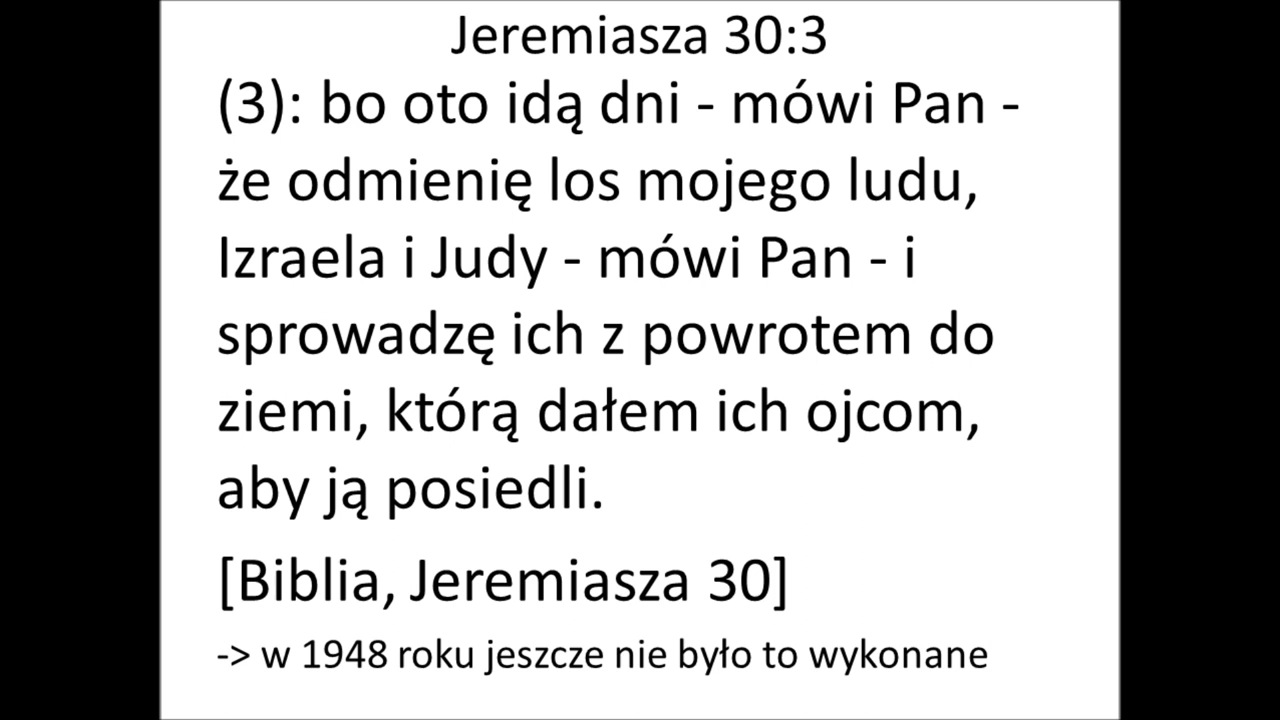 Jeremiasza 30:3
(3): bo oto idą dni - mówi Pan -
że odmienię los mojego ludu,
Izraela i Judy - mówi Pan - i
sprowadzę ich z powrotem do
ziemi, którą dałem ich ojcom,
aby ją posiedli.
[Biblia, Jeremiasza 30]
-> w 1948 roku jeszcze nie było to wykonane